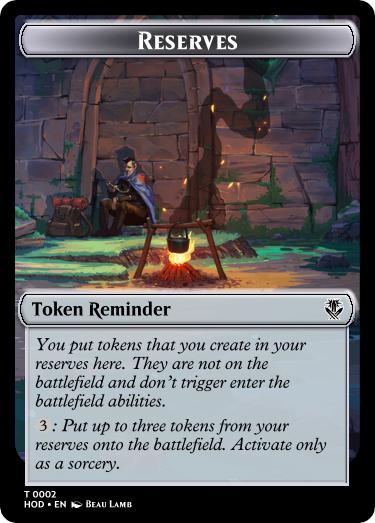 RESERVES
Token Reminder
You put tokens that you create in your
reserves here. They are not on the
battlefield and don't trigger enter the
battlefield abilities.
3 : Put up to three tokens from your
reserves onto the battlefield. Activate only
as a sorcery.
T 0002
HOD • EN BEAU LAMB